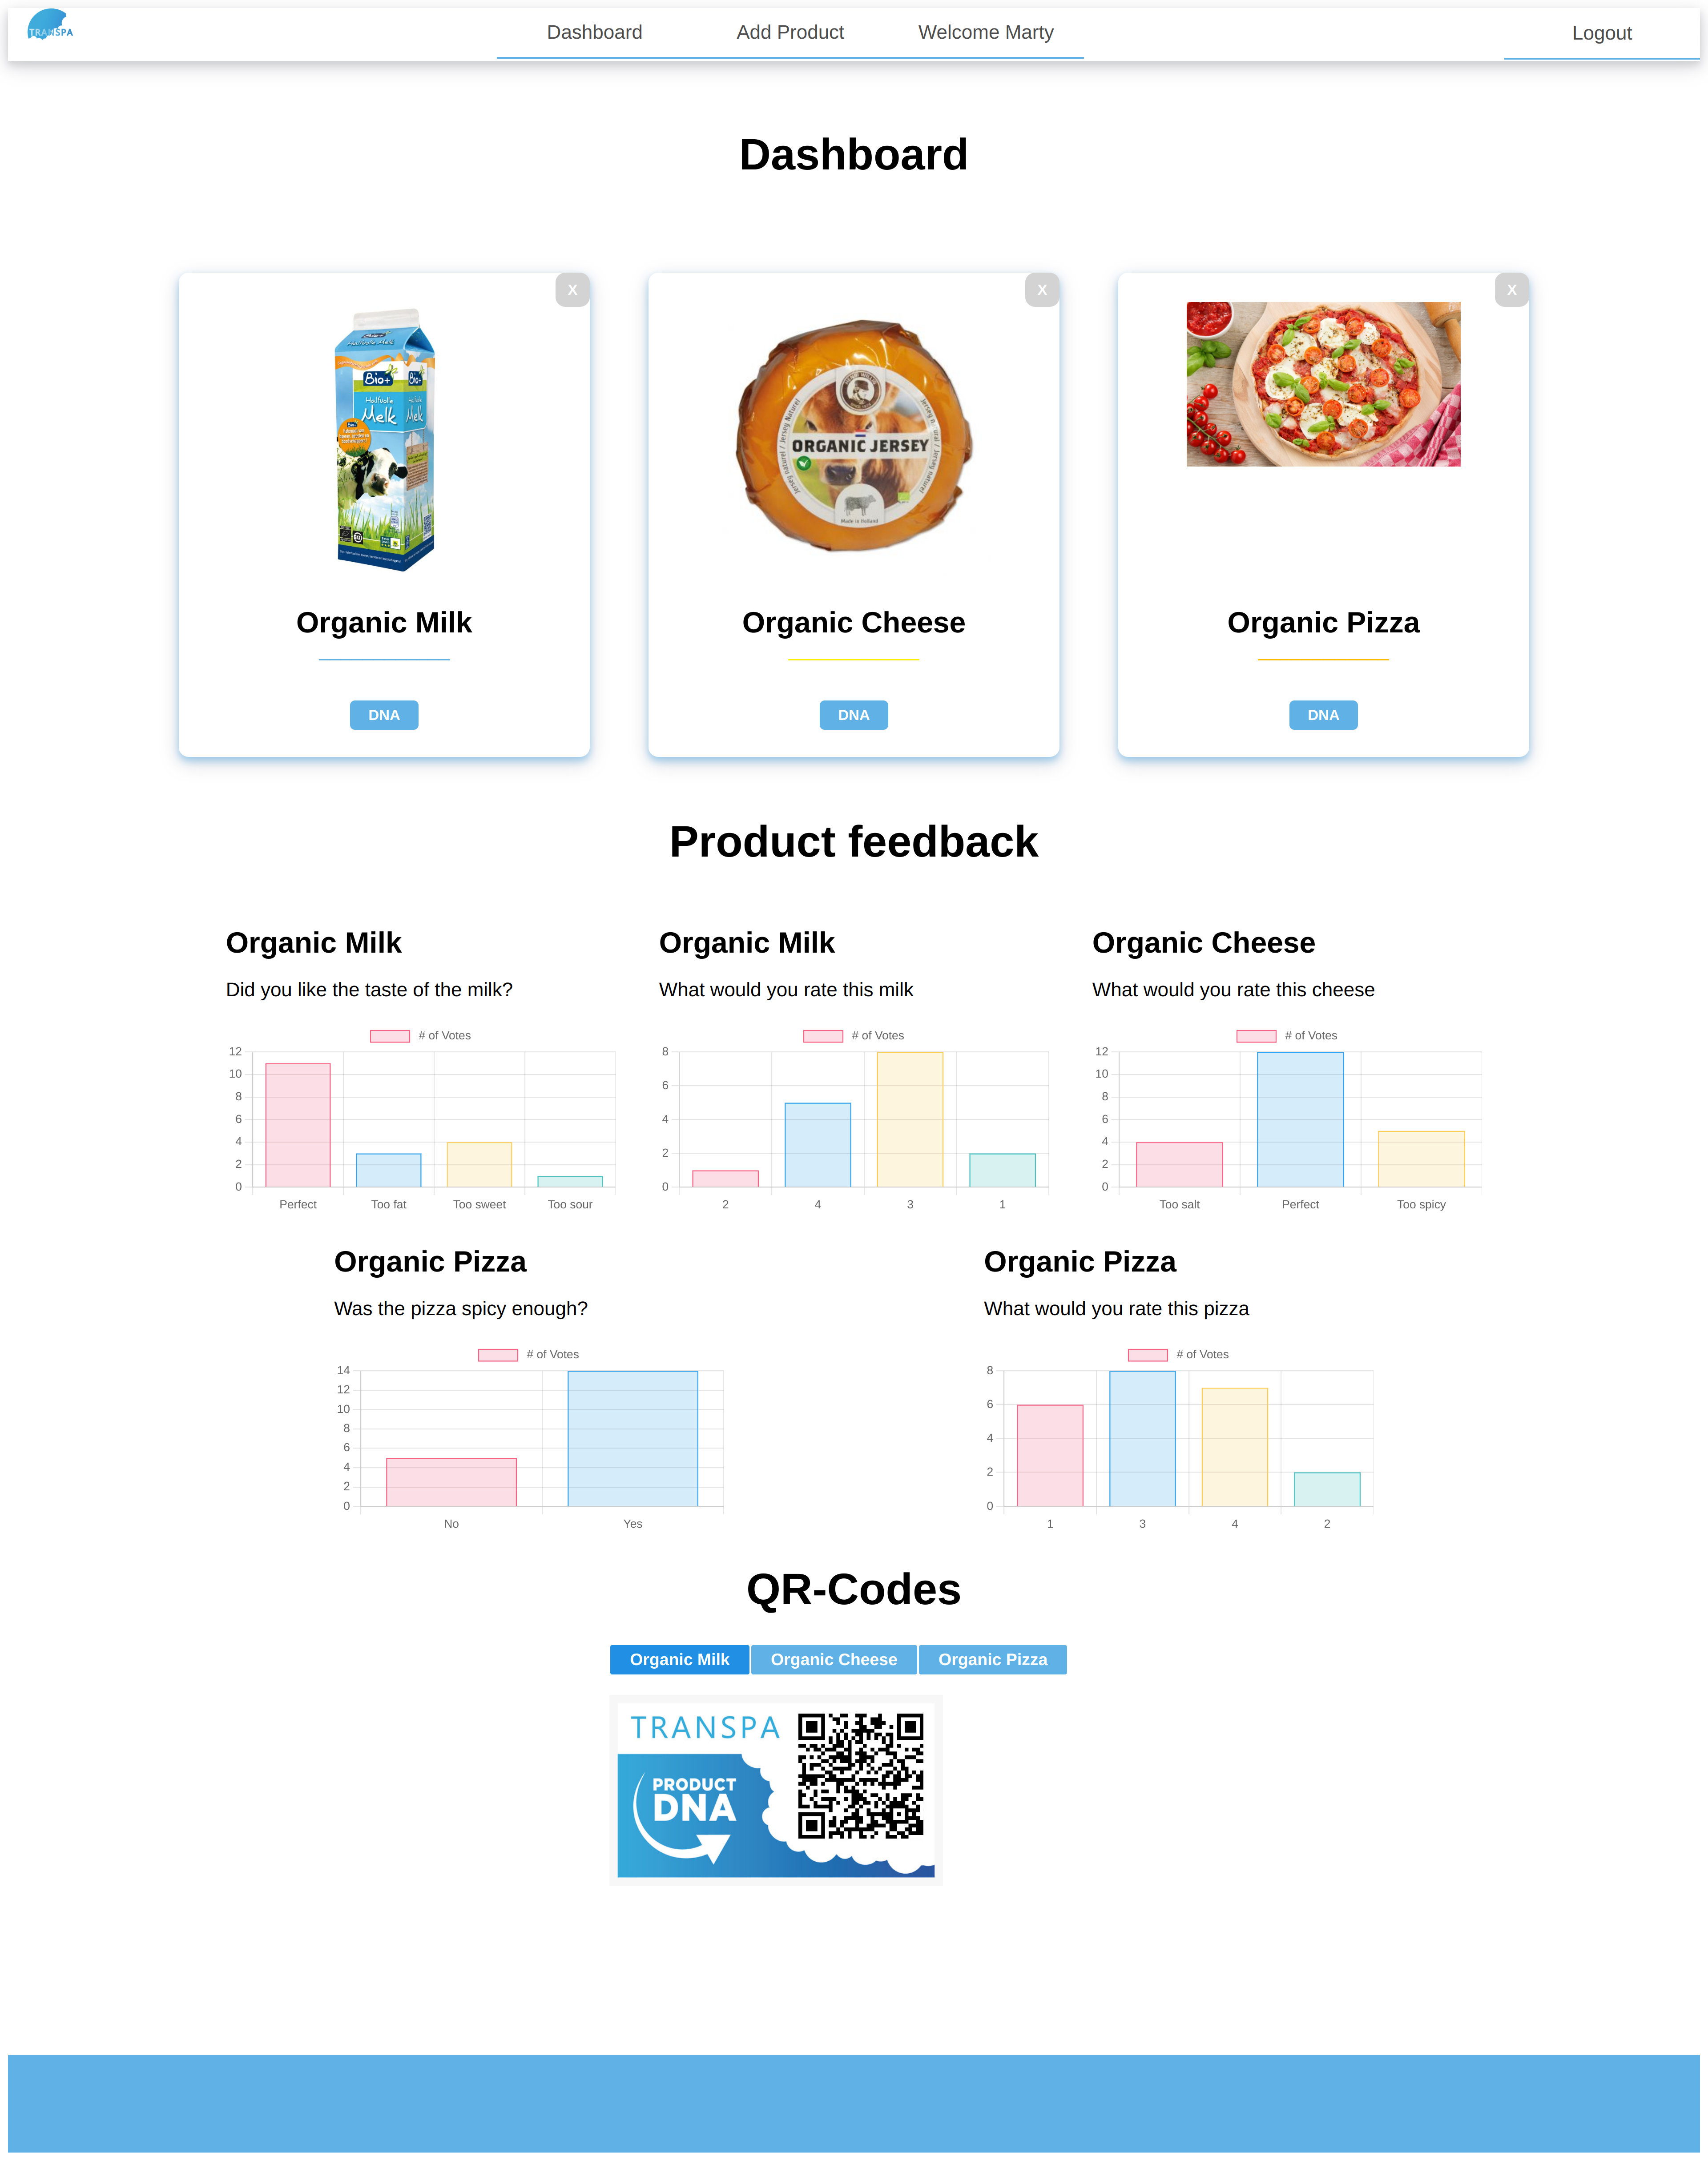 TRANSPA
Dashboard
Add Product
Welcome Marty
Logout
Dashboard
X
X
X
Bio+
Bio+
Halfvolle
Melk
Melk
ORGANIC JERSEY
Made in Holland
Organic Milk
Organic Cheese
Organic Pizza
DNA
DNA
DNA
Product feedback
Organic Milk
Did you like the taste of the milk?
# of Votes
12
10
8
6
4
2
0
Perfect
Too fat
Too sweet
Too sour
Organic Milk
What would you rate this milk
# of Votes
8
6
4
2
0
2
4
3
1
Organic Cheese
What would you rate this cheese
# of Votes
12
10
8
6
4
2
0
Too salt
Perfect
Too spicy
Organic Pizza
Was the pizza spicy enough?
# of Votes
14
12
10
8
6
4
2
0
No
Yes
Organic Pizza
What would you rate this pizza
# of Votes
8
6
4
2
0
1
3
4
2
QR-Codes
Organic Milk
Organic Cheese
Organic Pizza
TRANSPA
PRODUCT
DNA